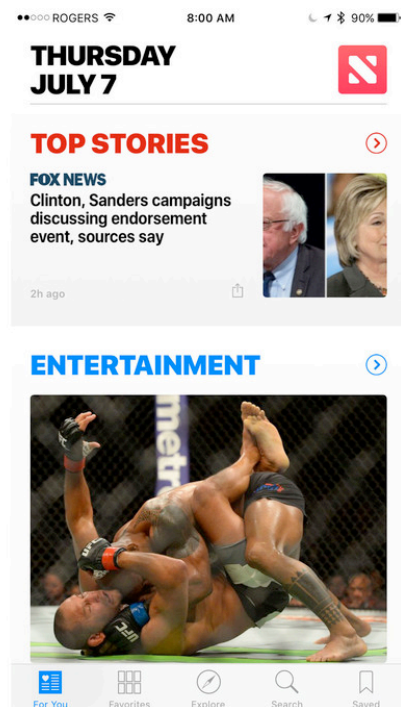 ROGERS 8:00 AM 90%
THURSDAY
JULY 7
TOP STORIES
FOX NEWS
Clinton, Sanders campaigns
discussing endorsement
event, sources say
2h ago
ENTERTAINMENT
metr
UFC
For You Favorites Explore Search Saved